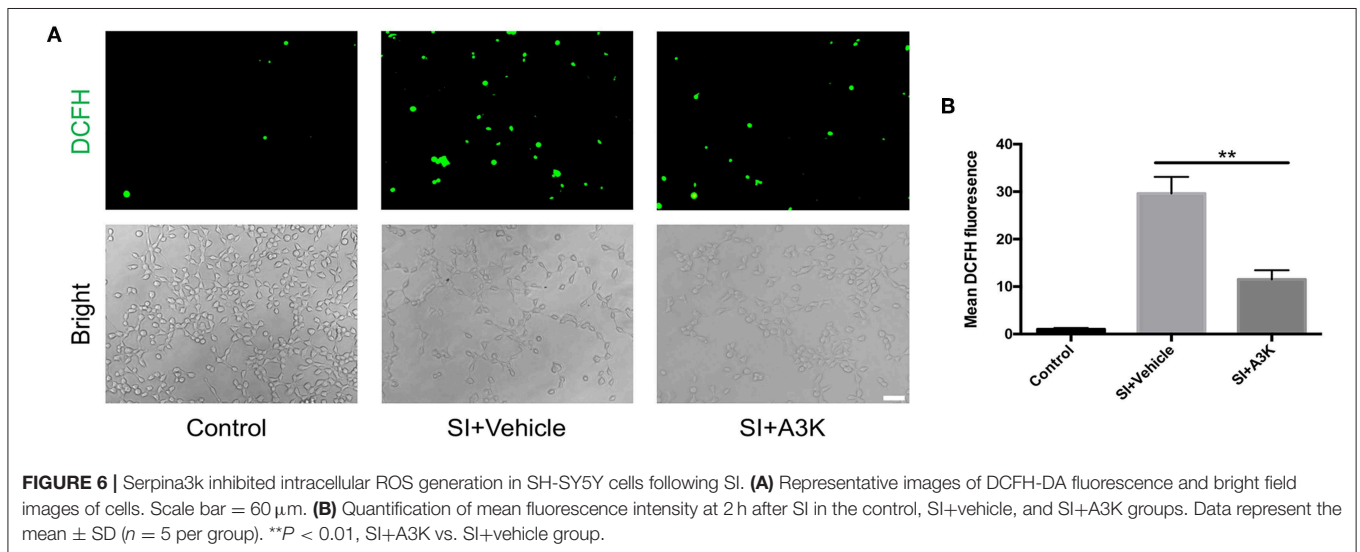 A
DCFH
Bright
Control
SI+Vehicle
SI+A3K
B
Mean DCFH fluoresence
40
30
20
10
0
**
Control
SI+Vehicle
SI+A3K
FIGURE 6 | Serpina3k inhibited intracellular ROS generation in SH-SY5Y cells following SI. (A) Representative images of DCFH-DA fluorescence and bright field
images of cells. Scale bar = 60 μm. (B) Quantification of mean fluorescence intensity at 2 h after SI in the control, SI+vehicle, and SI+A3K groups. Data represent the
mean ± SD (n = 5 per group). **P < 0.01, SI+A3K vs. SI+vehicle group.